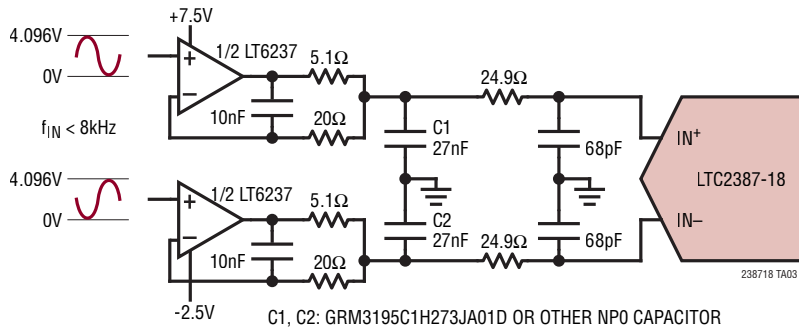 +7.5V
4.096V
0V
+
–
1/2 LT6237
5.1Ω
10nF
20Ω
fIN < 8kHz
C1
27nF
24.9Ω
68pF
IN+
LTC2387-18
IN–
4.096V
0V
+
–
1/2 LT6237
5.1Ω
10nF
20Ω
C2
27nF
24.9Ω
68pF
-2.5V
238718 TA03
C1, C2: GRM3195C1H273JA01D OR OTHER NP0 CAPACITOR